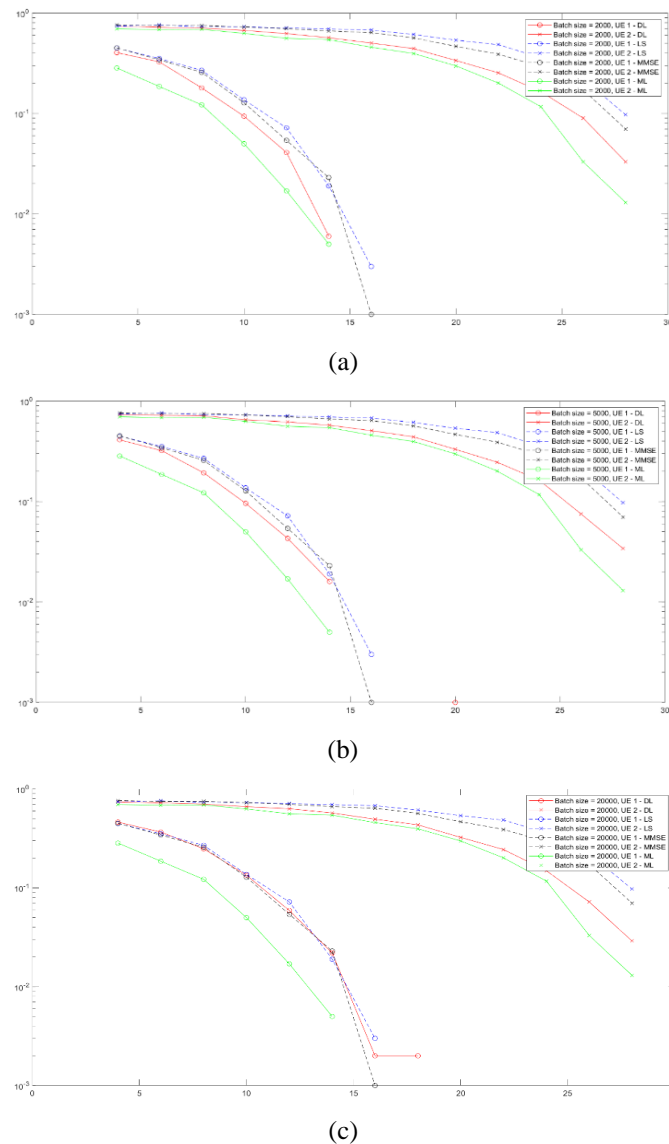 10^0
10^-1
10^-2
10^-3
0 5 10 15 20 25 30
Batch size = 2000, UE 1 - DL
Batch size = 2000, UE 2 - DL
Batch size = 2000, UE 1 - LS
Batch size = 2000, UE 2 - LS
Batch size = 2000, UE 1 - MMSE
Batch size = 2000, UE 2 - MMSE
Batch size = 2000, UE 1 - ML
Batch size = 2000, UE 2 - ML
(a)
10^0
10^-1
10^-2
10^-3
0 5 10 15 20 25 30
Batch size = 5000, UE 1 - DL
Batch size = 5000, UE 2 - DL
Batch size = 5000, UE 1 - LS
Batch size = 5000, UE 2 - LS
Batch size = 5000, UE 1 - MMSE
Batch size = 5000, UE 2 - MMSE
Batch size = 5000, UE 1 - ML
Batch size = 5000, UE 2 - ML
(b)
10^0
10^-1
10^-2
10^-3
0 5 10 15 20 25
Batch size = 20000, UE 1 - DL
Batch size = 20000, UE 2 - DL
Batch size = 20000, UE 1 - LS
Batch size = 20000, UE 2 - LS
Batch size = 20000, UE 1 - MMSE
Batch size = 20000, UE 2 - MMSE
Batch size = 20000, UE 1 - ML
Batch size = 20000, UE 2 - ML
(c)